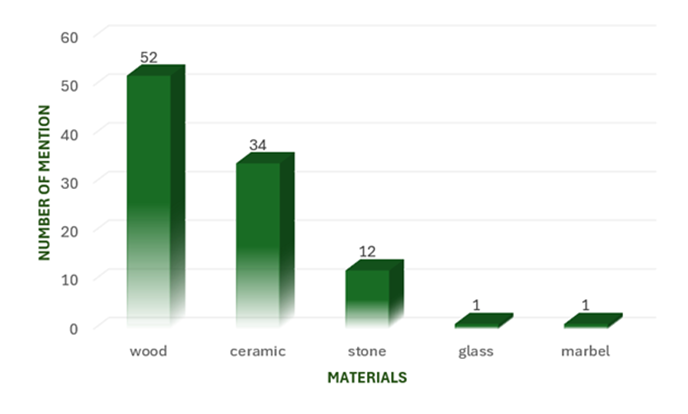 60
50
40
30
20
10
0
NUMBER OF MENTION
52
34
12
1
1
wood
ceramic
stone
glass
marbel
MATERIALS